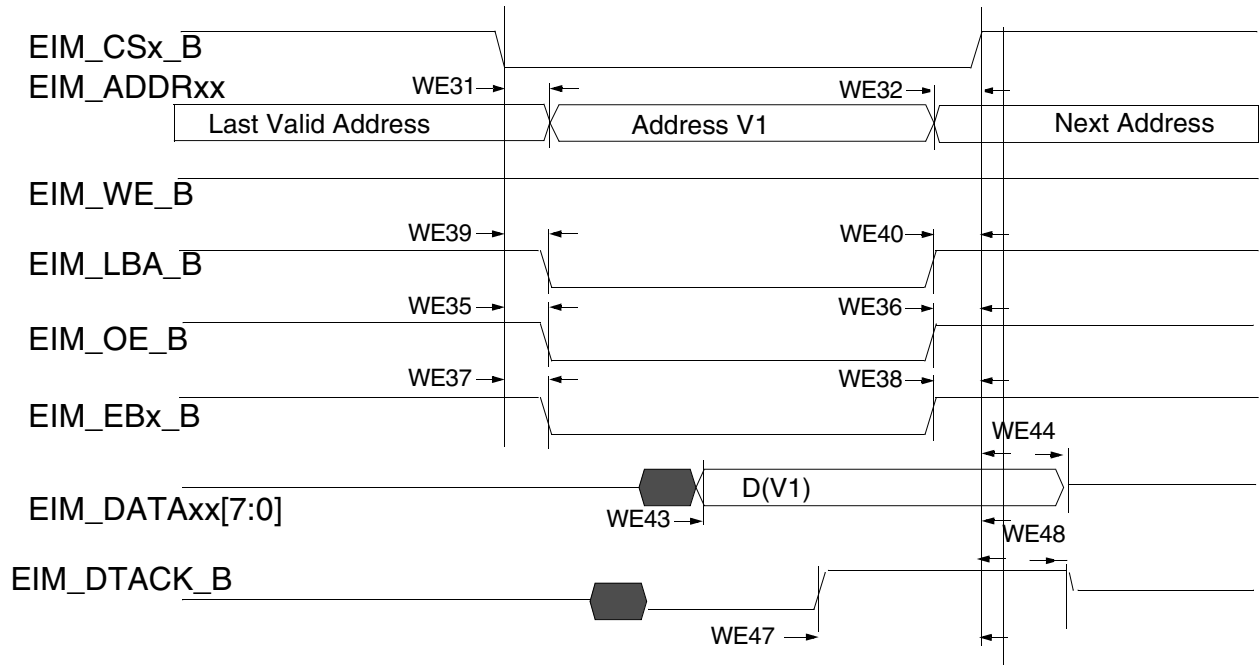 EIM_CSx_B
EIM_ADDRxx
WE31
WE32
Last Valid Address
Address V1
Next Address
EIM_WE_B
WE39
WE40
EIM_LBA_B
WE35
WE36
EIM_OE_B
WE37
WE38
EIM_EBx_B
WE44
D(V1)
EIM_DATAxx[7:0]
WE43
WE48
EIM_DTACK_B
WE47